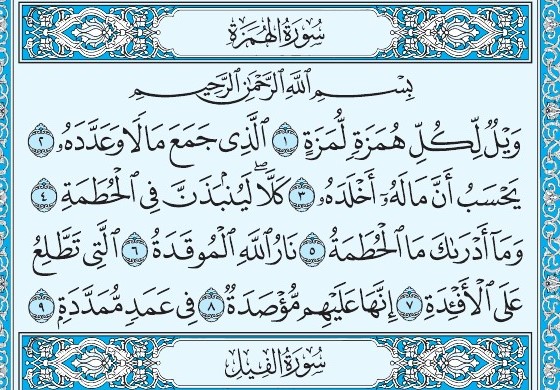 سُورَةُ الهُمَزَةِ
بِسْمِ ٱللَّهِ ٱلرَّحْمَٰنِ ٱلرَّحِيمِ
وَيْلٌ لِّكُلِّ هُمَزَةٍ لُّمَزَةٍ ١ ٱلَّذِى جَمَعَ مَالًا وَعَدَّدَهُۥ ٢
يَحْسَبُ أَنَّ مَالَهُۥٓ أَخْلَدَهُۥ ٣ كَلَّاۖ لَيُنۢبَذَنَّ فِى ٱلْحُطَمَةِ ٤
وَمَآ أَدْرَىٰكَ مَا ٱلْحُطَمَةُ ٥ نَارُ ٱللَّهِ ٱلْمُوقَدَةُ ٦ ٱلَّتِى تَطَّلِعُ
عَلَى ٱلْأَفْـِٔدَةِ ٧ إِنَّهَا عَلَيْهِم مُّؤْصَدَةٌ ٨ فِى عَمَدٍ مُّمَدَّدَةٍۭ ٩
سُورَةُ الفِيلِ